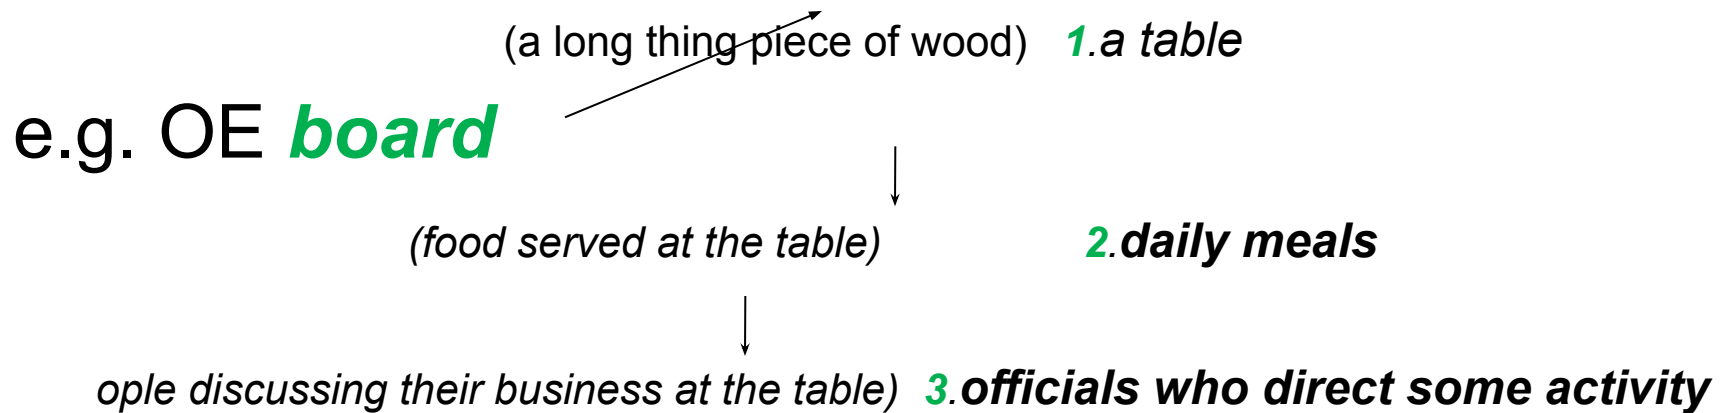 (a long thing piece of wood) 1.a table
e.g. OE board
(food served at the table) 2.daily meals
ople discussing their business at the table) 3.officials who direct some activity